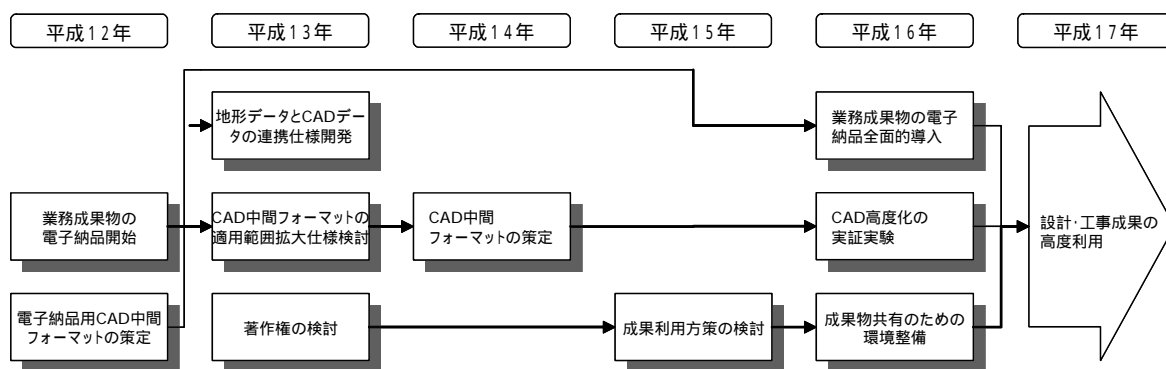 平成12年
平成13年
平成14年
平成15年
平成16年
平成17年
地形データとCADデー
タの連携仕様開発
業務成果物の電子
納品全面的導入
業務成果物の
電子納品開始
CAD中間フォーマットの
適用範囲拡大仕様検討
CAD中間
フォーマットの策定
CAD高度化の
実証実験
設計・工事成果の
高度利用
電子納品用CAD中間
フォーマットの策定
著作権の検討
成果利用方策の検討
成果物共有のための
環境整備